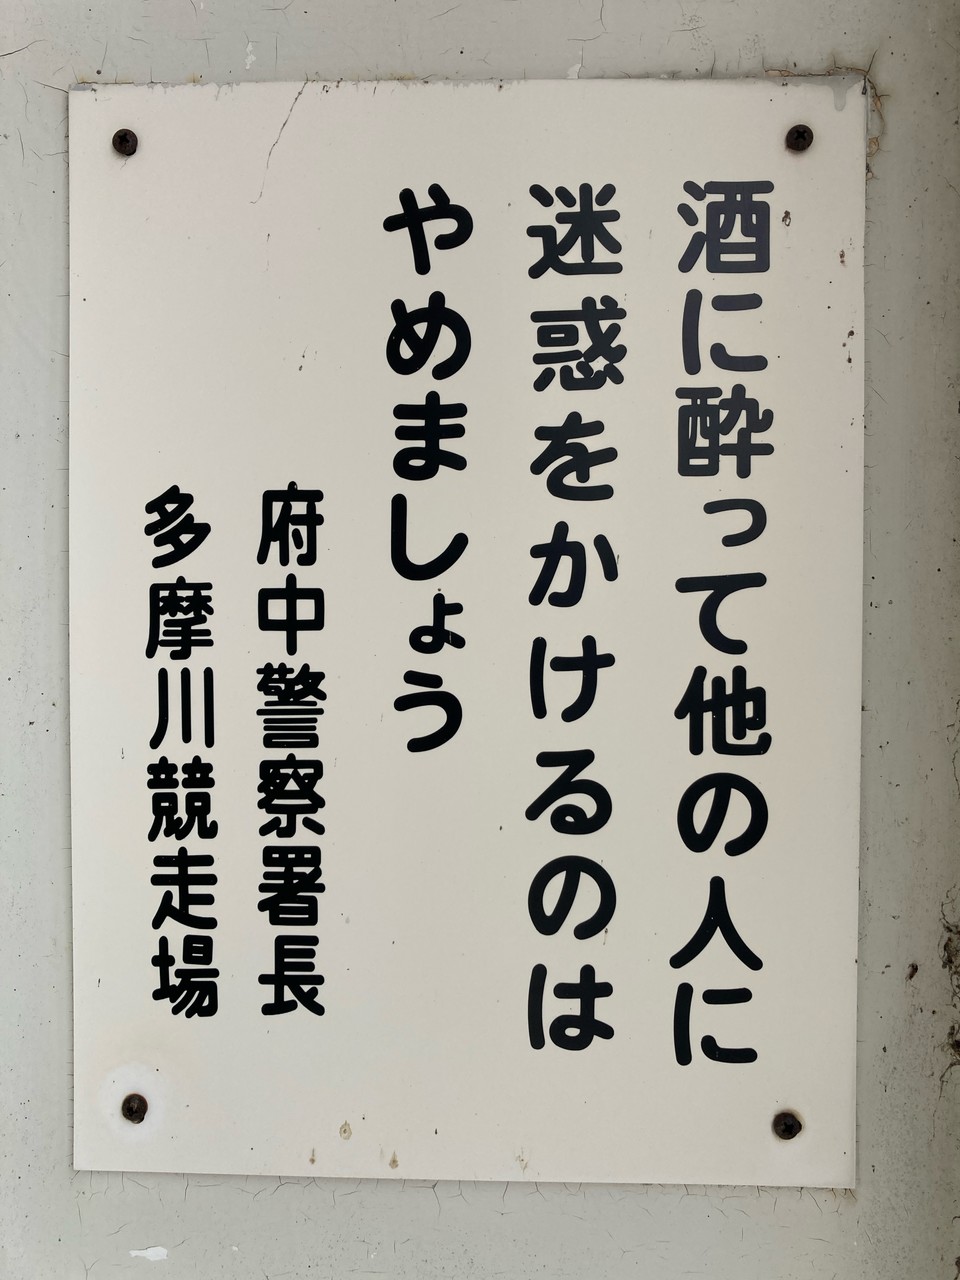 酒に酔って他の人に
迷惑をかけるのは
やめましょう
府中警察署長
多摩川競走場